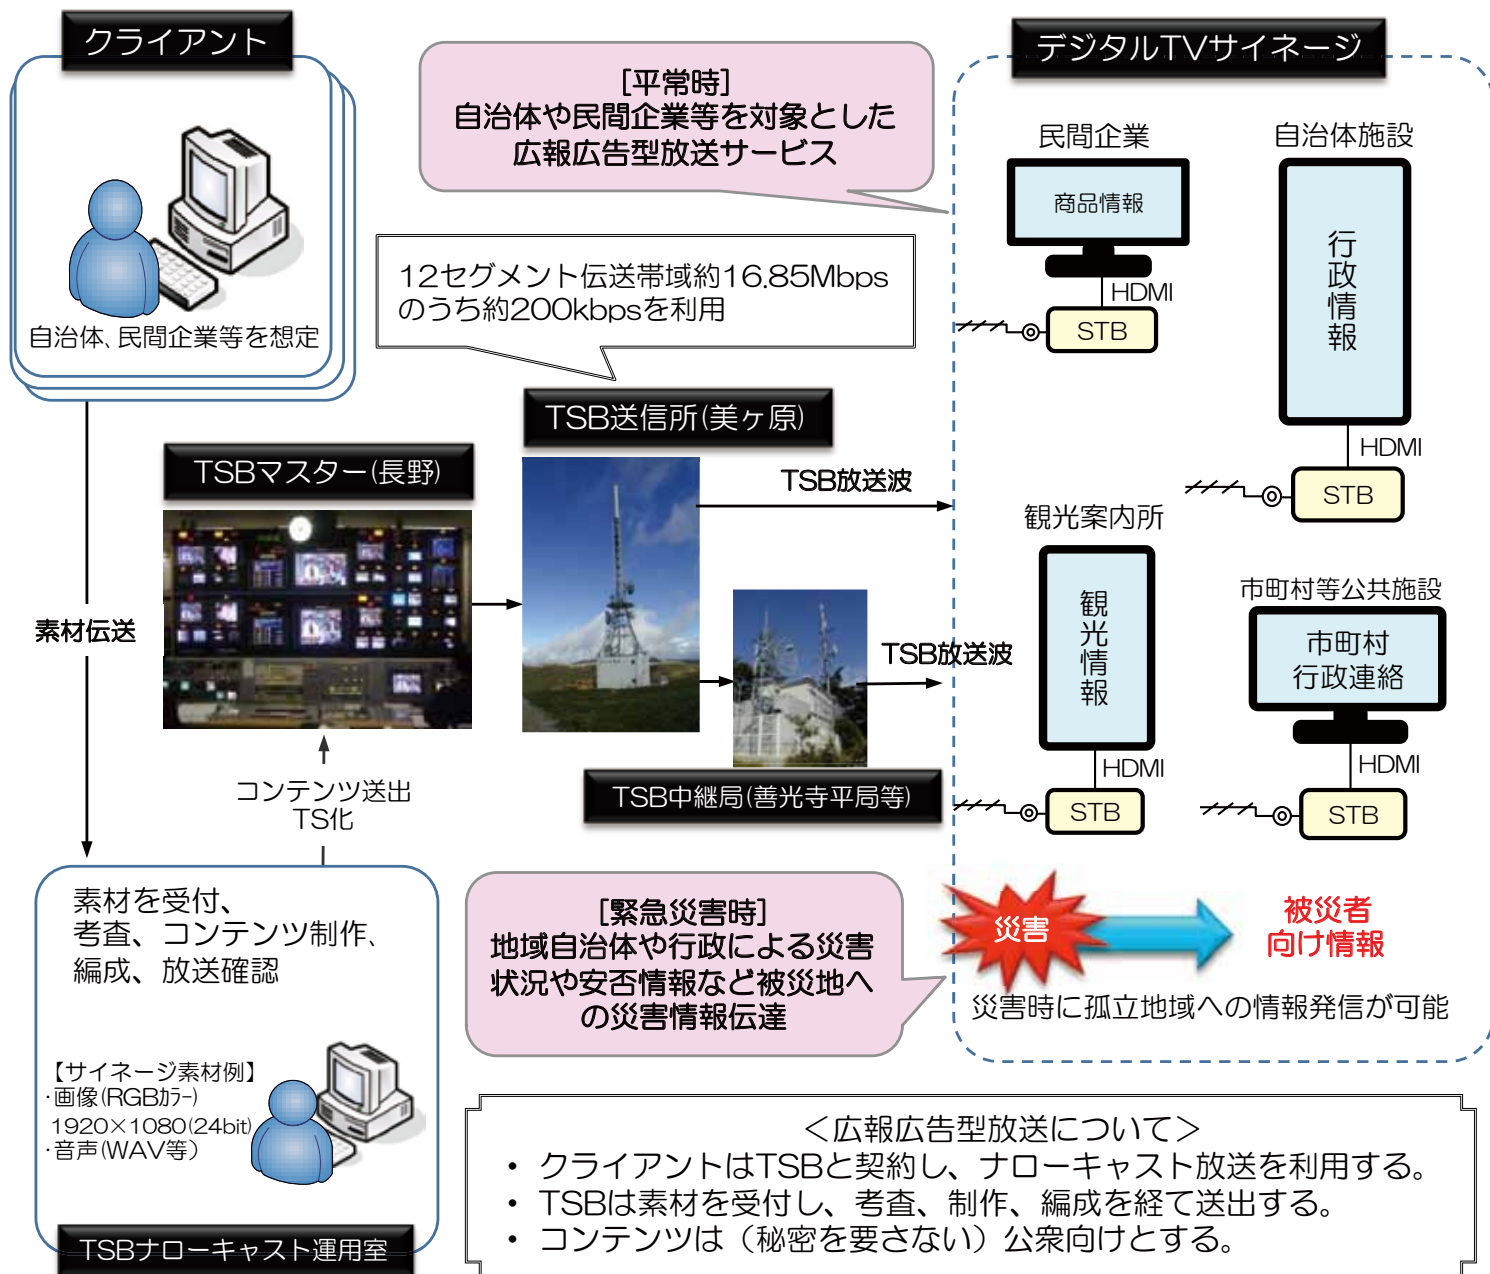 クライアント
自治体、民間企業等を想定
[平常時]
自治体や民間企業等を対象とした
広報広告型放送サービス
12セグメント伝送帯域約16.85Mbps
のうち約200kbpsを利用
デジタルTVサイネージ
民間企業
商品情報
HDMI
STB
自治体施設
行政情報
HDMI
STB
TSB送信所(美ヶ原)
TSBマスター(長野)
TSB放送波
素材伝送
TSB放送波
観光案内所
観光情報
HDMI
STB
市町村等公共施設
市町村
行政連絡
HDMI
STB
TSB中継局(善光寺平局等)
コンテンツ送出
TS化
素材を受付、
考査、コンテンツ制作、
編成、放送確認
【サイネージ素材例】
・画像(RGBカラー)
1920×1080(24bit)
・音声(WAV等)
TSBナローキャスト運用室
[緊急災害時]
地域自治体や行政による災害
状況や安否情報など被災地へ
の災害情報伝達
災害
被災者
向け情報
災害時に孤立地域への情報発信が可能
＜広報広告型放送について＞
• クライアントはTSBと契約し、ナローキャスト放送を利用する。
• TSBは素材を受付し、考査、制作、編成を経て送出する。
• コンテンツは（秘密を要さない）公衆向けとする。